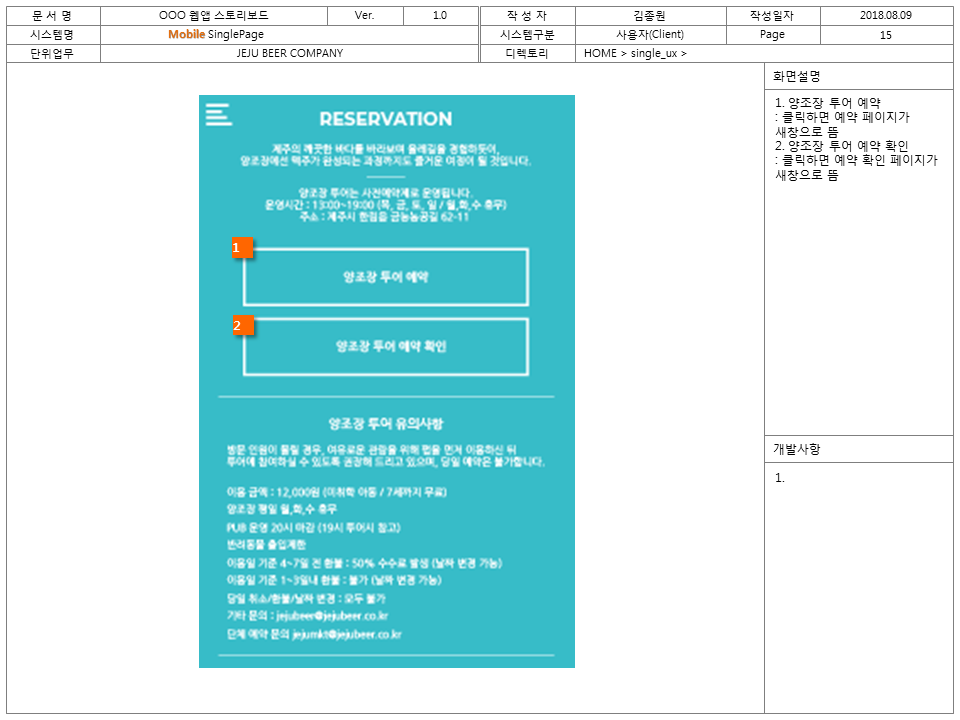 문 서 명 OOO 웹앱 스토리보드 Ver. 1.0 작 성 자 김종원 작성일자 2018.08.09
시스템명 Mobile SinglePage 시스템구분 사용자(Client) Page 15
단위업무 JEJU BEER COMPANY 디렉토리 HOME > single_ux >
RESERVATION
제주의 깨끗한 바다를 바라보며 올레길을 경험하듯이,
양조장에선 맥주가 완성되는 과정까지도 즐거운 여정이 될 것입니다.
양조장 투어는 사전예약제로 운영됩니다.
운영시간 : 13:00~19:00 (목, 금, 토, 일 / 월,화,수 휴무)
주소 : 제주시 한림읍 금능농공길 62-11
1
양조장 투어 예약
2
양조장 투어 예약 확인
양조장 투어 유의사항
방문 인원이 몰릴 경우, 여유로운 관람을 위해 펍을 먼저 이용하신 뒤
투어에 참여하실 수 있도록 권장해 드리고 있으며, 당일 예약은 불가합니다.
이용 금액 : 12,000원 (미취학 아동 / 7세까지 무료)
양조장 평일 월,화,수 휴무
PUB 운영 20시 마감 (19시 투어시 참고)
반려동물 출입제한
이용일 기준 4~7일 전 환불 : 50% 수수료 발생 (날짜 변경 가능)
이용일 기준 1~3일내 환불 : 불가 (날짜 변경 가능)
당일 취소/환불/날짜 변경 : 모두 불가
기타 문의 : jejubeer@jejubeer.co.kr
단체 예약 문의 jejumkt@jejubeer.co.kr
화면설명
1. 양조장 투어 예약
: 클릭하면 예약 페이지가
새창으로 뜸
2. 양조장 투어 예약 확인
: 클릭하면 예약 확인 페이지가
새창으로 뜸
개발사항
1.